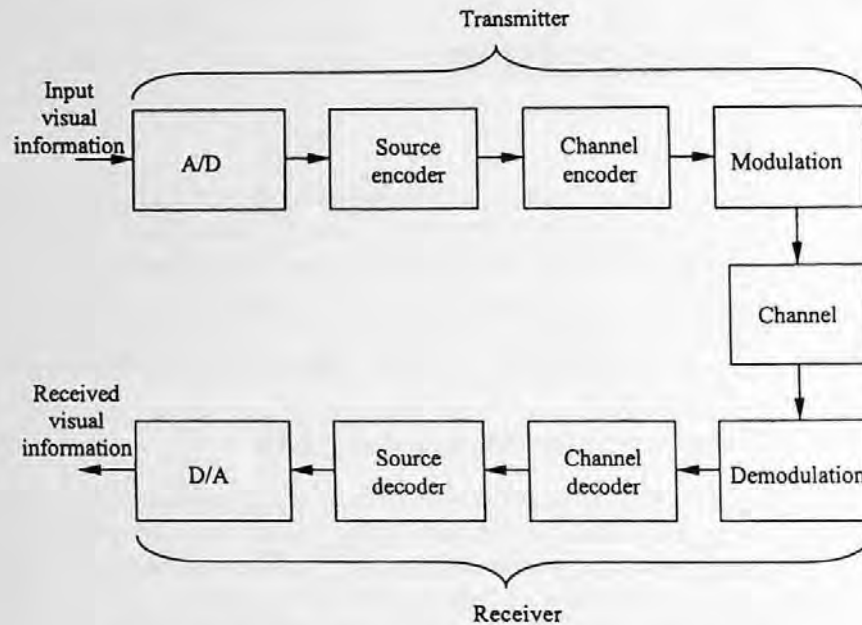 Transmitter
Input
visual
information
A/D
Source
encoder
Channel
encoder
Modulation
Channel
Received
visual
information
D/A
Source
decoder
Channel
decoder
Demodulation
Receiver